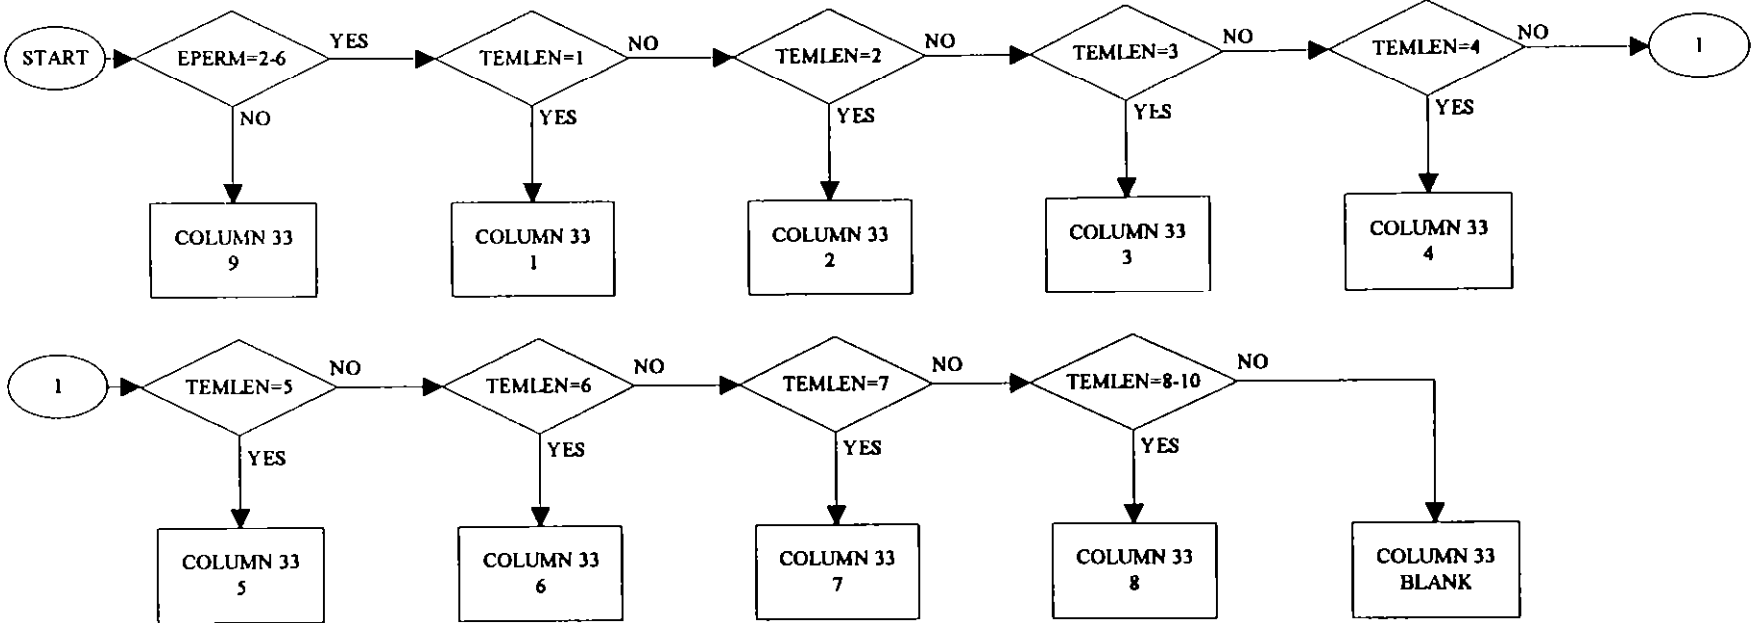 START
EPERM=2-6
YES
TEMLEN=1
NO
TEMLEN=2
NO
TEMLEN=3
NO
TEMLEN=4
NO
1
NO
YES
YES
YES
YES
COLUMN 33
9
COLUMN 33
1
COLUMN 33
2
COLUMN 33
3
COLUMN 33
4
1
TEMLEN=5
NO
TEMLEN=6
NO
TEMLEN=7
NO
TEMLEN=8-10
NO
YES
YES
YES
YES
COLUMN 33
5
COLUMN 33
6
COLUMN 33
7
COLUMN 33
8
COLUMN 33
BLANK